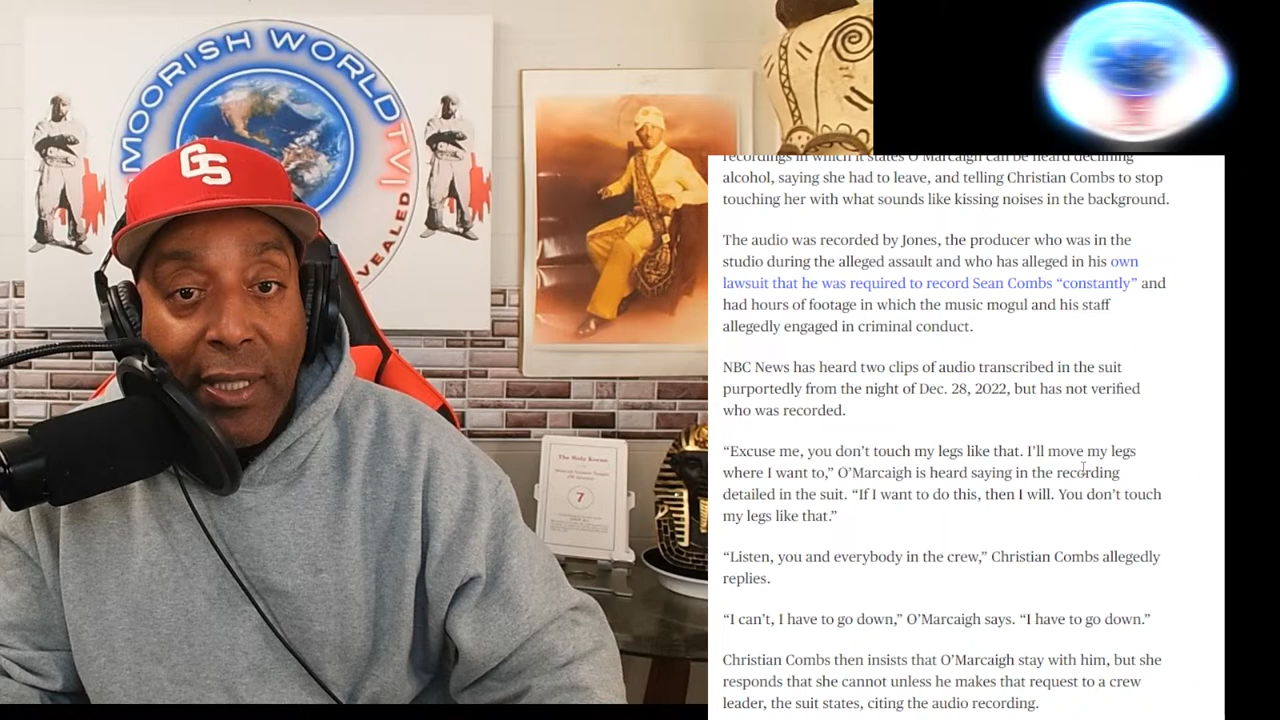 MOORISH WORLD TV
VEALED
GS
The Holy Koran
7
recordings in which it states O'Marcaigh can be heard declining
alcohol, saying she had to leave, and telling Christian Combs to stop
touching her with what sounds like kissing noises in the background.
The audio was recorded by Jones, the producer who was in the
studio during the alleged assault and who has alleged in his own
lawsuit that he was required to record Sean Combs “constantly” and
had hours of footage in which the music mogul and his staff
allegedly engaged in criminal conduct.
NBC News has heard two clips of audio transcribed in the suit
purportedly from the night of Dec. 28, 2022, but has not verified
who was recorded.
“Excuse me, you don’t touch my legs like that. I’ll move my legs
where I want to,” O’Marcaigh is heard saying in the recording
detailed in the suit. “If I want to do this, then I will. You don’t touch
my legs like that.”
“Listen, you and everybody in the crew,” Christian Combs allegedly
replies.
“I can’t, I have to go down,” O’Marcaigh says. “I have to go down.”
Christian Combs then insists that O’Marcaigh stay with him, but she
responds that she cannot unless he makes that request to a crew
leader, the suit states, citing the audio recording.